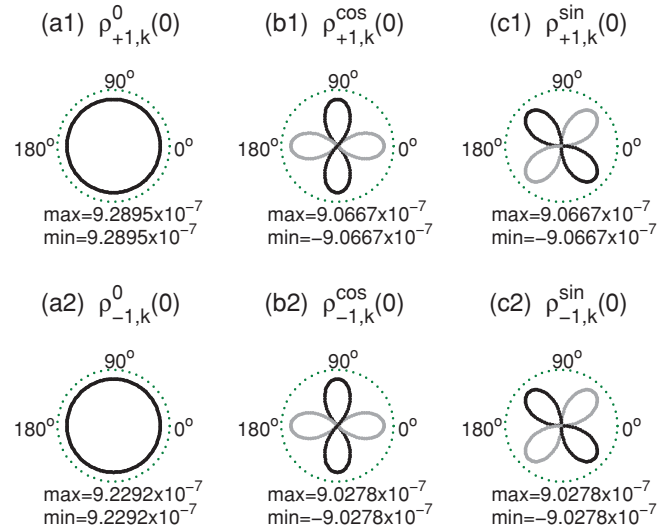 (a1) ρ⁰₊₁,ₖ(0) (b1) ρ^cos_+1,k(0) (c1) ρ^sin_+1,k(0)
90° 90° 90°
180° 0° 180° 0° 180° 0°
max=9.2895x10⁻⁷ max=9.0667x10⁻⁷ max=9.0667x10⁻⁷
min=9.2895x10⁻⁷ min=−9.0667x10⁻⁷ min=−9.0667x10⁻⁷
(a2) ρ⁰₋₁,ₖ(0) (b2) ρ^cos_−1,k(0) (c2) ρ^sin_−1,k(0)
90° 90° 90°
180° 0° 180° 0° 180° 0°
max=9.2292x10⁻⁷ max=9.0278x10⁻⁷ max=9.0278x10⁻⁷
min=9.2292x10⁻⁷ min=−9.0278x10⁻⁷ min=−9.0278x10⁻⁷